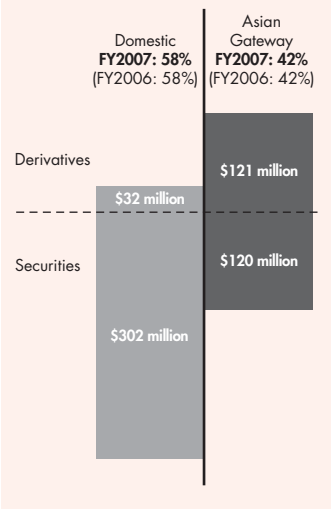 Domestic
FY2007: 58%
(FY2006: 58%)
Asian
Gateway
FY2007: 42%
(FY2006: 42%)
Derivatives
$32 million
$121 million
Securities
$302 million
$120 million